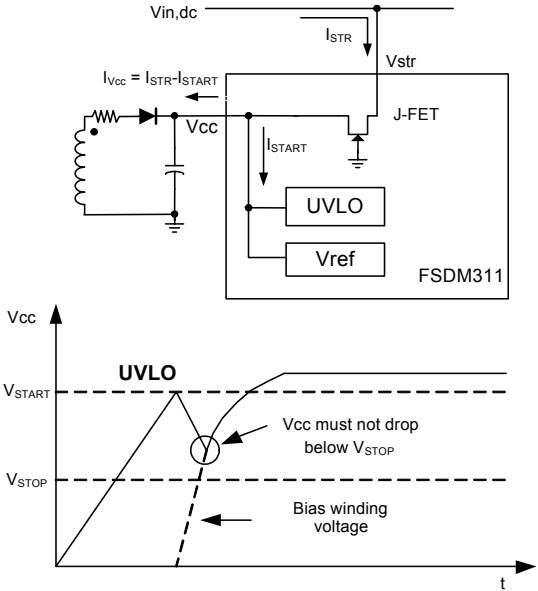 Vin,dc
ISTR
Vstr
IVcc = ISTR-ISTART
J-FET
Vcc
ISTART
UVLO
Vref
FSDM311
Vcc
UVLO
VSTART
Vcc must not drop
below VSTOP
VSTOP
Bias winding
voltage
t